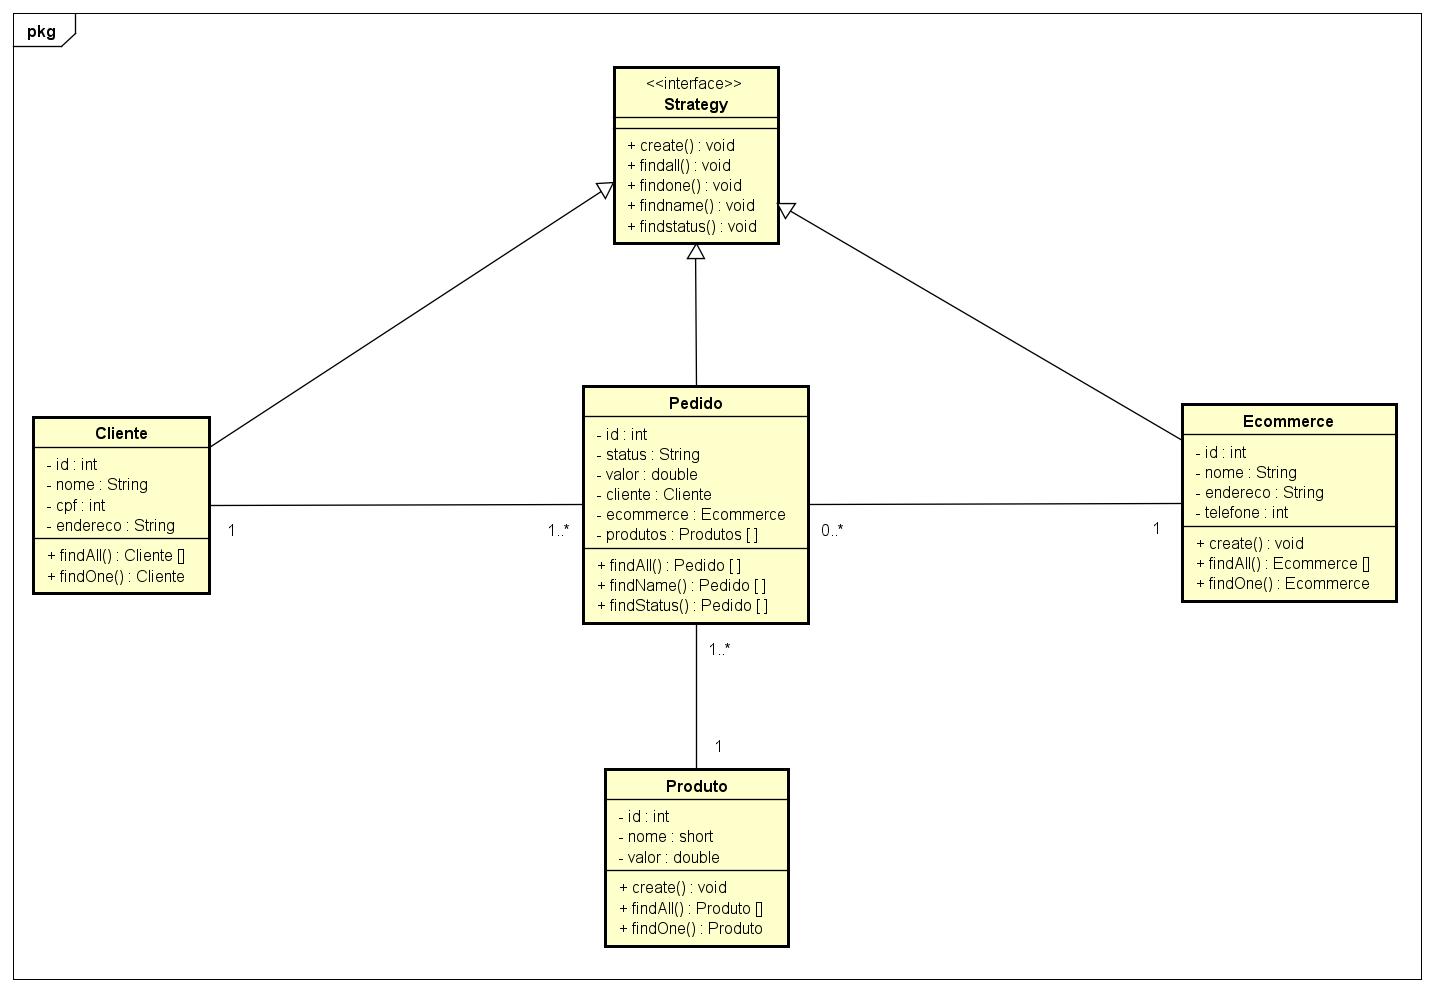 pkg
<<interface>>
Strategy
+ create() : void
+ findall() : void
+ findone() : void
+ findname() : void
+ findstatus() : void
Cliente
- id : int
- nome : String
- cpf : int
- endereco : String
+ findAll() : Cliente []
+ findOne() : Cliente
1
1..*
Pedido
- id : int
- status : String
- valor : double
- cliente : Cliente
- ecommerce : Ecommerce
- produtos : Produtos [ ]
+ findAll() : Pedido [ ]
+ findName() : Pedido [ ]
+ findStatus() : Pedido [ ]
0..*
1
Ecommerce
- id : int
- nome : String
- endereco : String
- telefone : int
+ create() : void
+ findAll() : Ecommerce []
+ findOne() : Ecommerce
1..*
1
Produto
- id : int
- nome : short
- valor : double
+ create() : void
+ findAll() : Produto []
+ findOne() : Produto